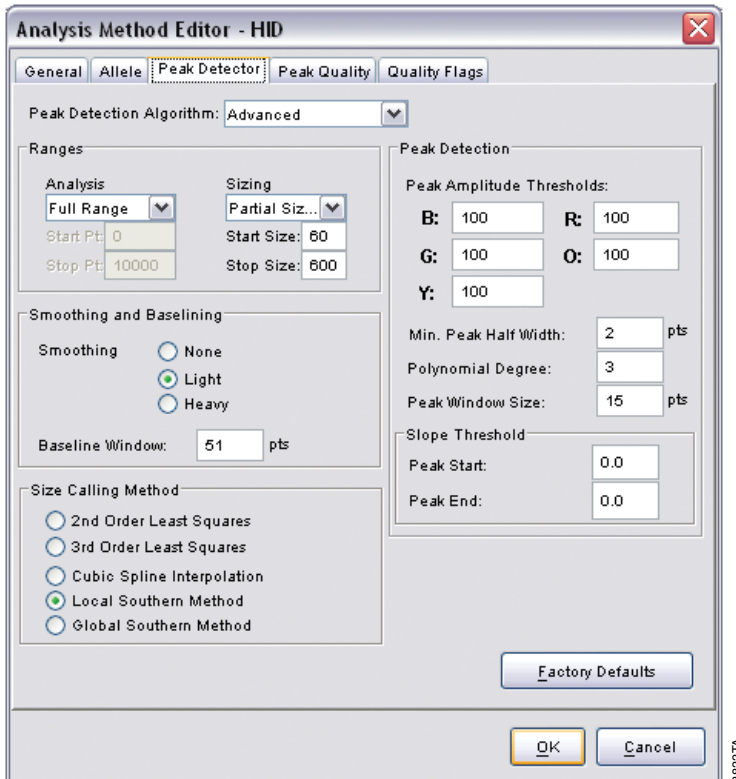 Analysis Method Editor - HID
General Allele Peak Detector Peak Quality Quality Flags
Peak Detection Algorithm: Advanced
Ranges
Analysis
Full Range
Start Pt: 0
Stop Pt: 10000
Sizing
Partial Siz...
Start Size: 60
Stop Size: 600
Smoothing and Baselining
Smoothing
None
Light
Heavy
Baseline Window: 51 pts
Size Calling Method
2nd Order Least Squares
3rd Order Least Squares
Cubic Spline Interpolation
Local Southern Method
Global Southern Method
Peak Detection
Peak Amplitude Thresholds:
B: 100 R: 100
G: 100 O: 100
Y: 100
Min. Peak Half Width: 2 pts
Polynomial Degree: 3
Peak Window Size: 15 pts
Slope Threshold
Peak Start: 0.0
Peak End: 0.0
Factory Defaults
OK Cancel